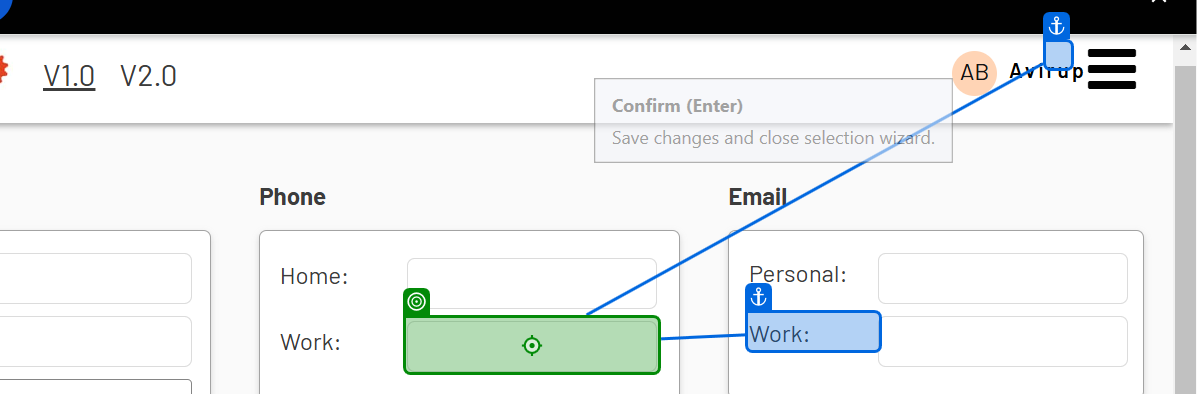 V1.0 V2.0
AB Avirup
Confirm (Enter)
Save changes and close selection wizard.
Phone
Email
Home:
Personal:
Work:
Work: